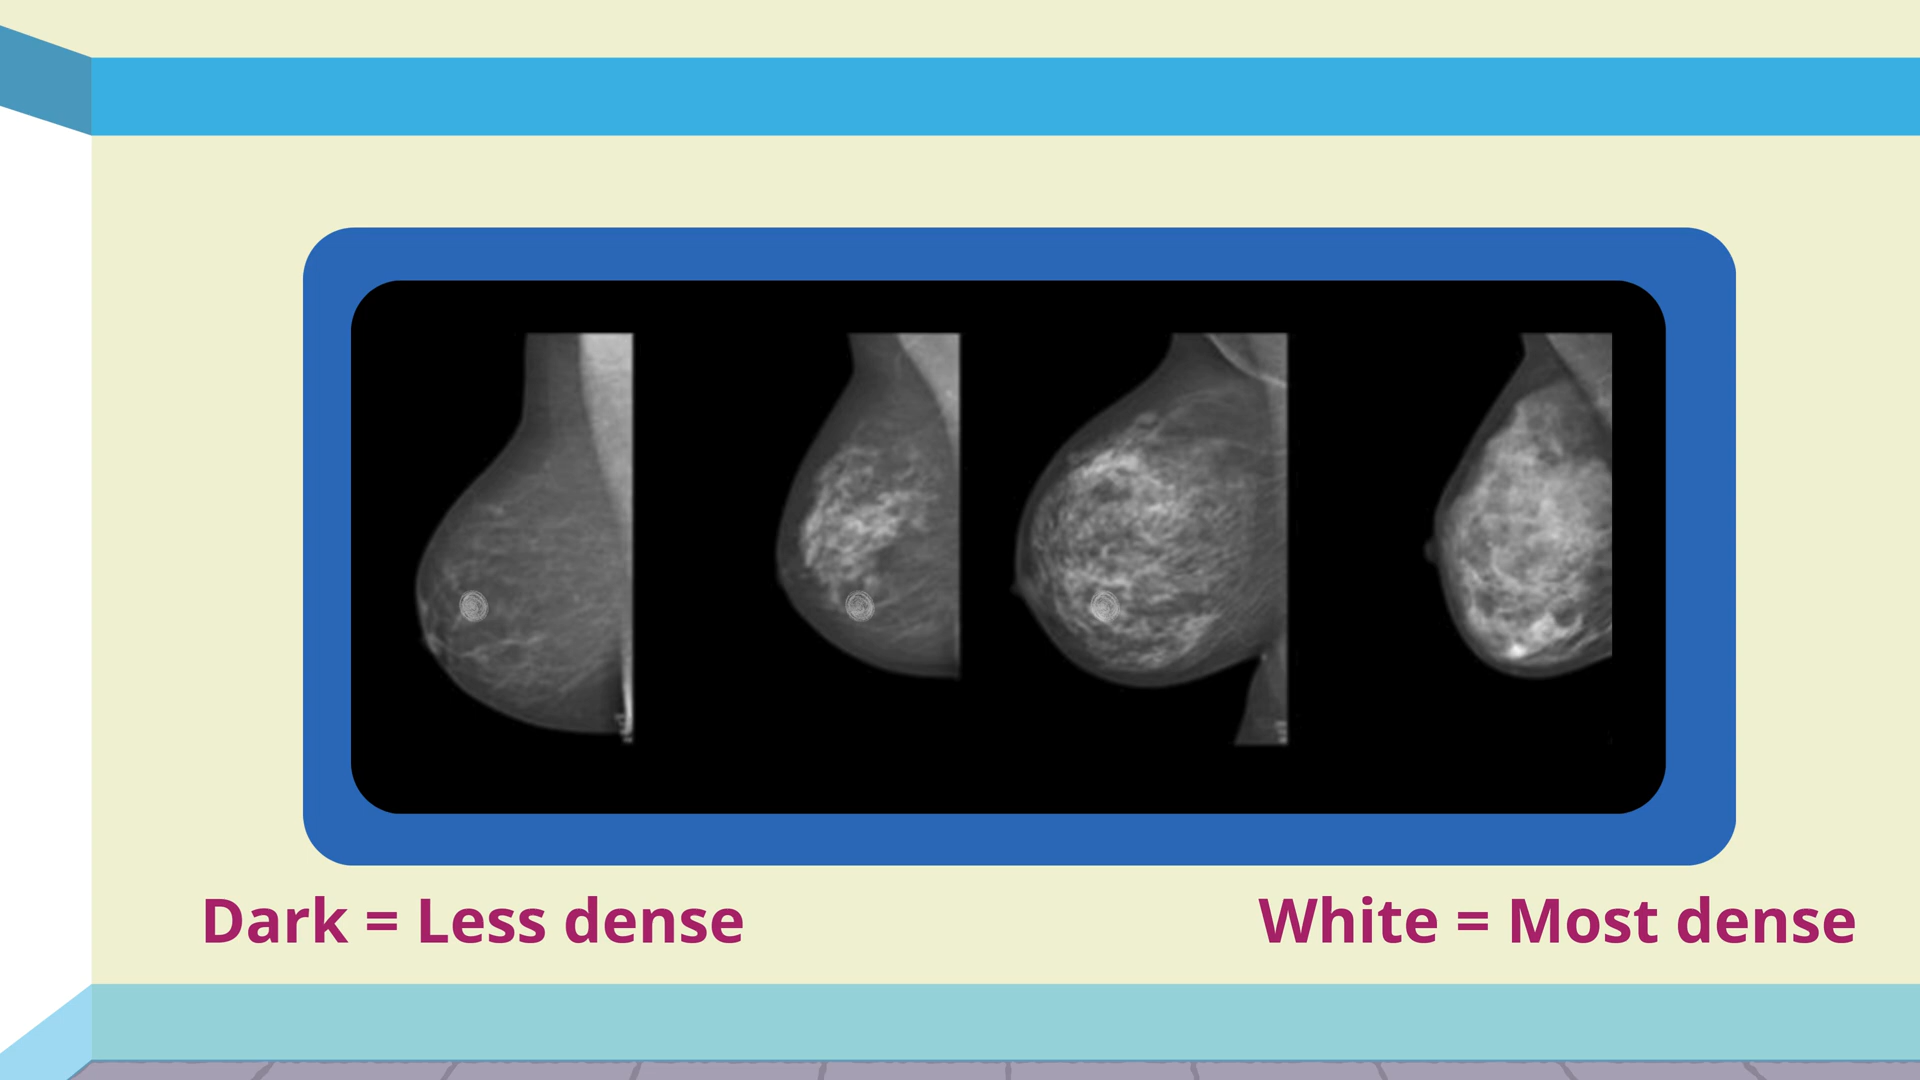 Dark = Less dense
White = Most dense